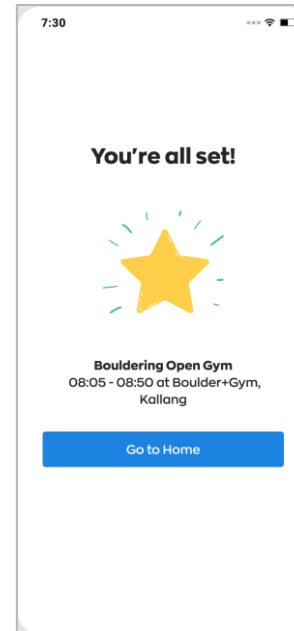 7:30
You're all set!
Bouldering Open Gym
08:05 - 08:50 at Boulder+Gym,
Kallang
Go to Home